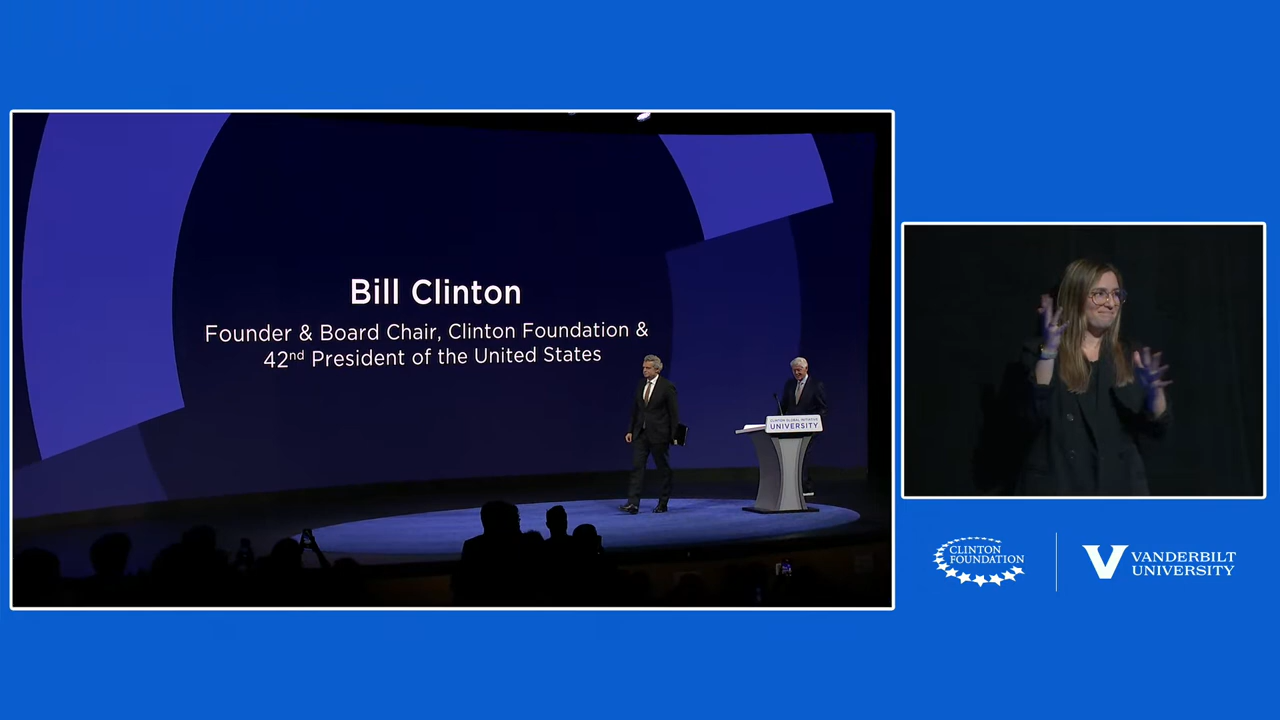 Bill Clinton
Founder & Board Chair, Clinton Foundation &
42nd President of the United States
CLINTON GLOBAL INITIATIVE
UNIVERSITY
CLINTON
FOUNDATION
VANDERBILT
UNIVERSITY